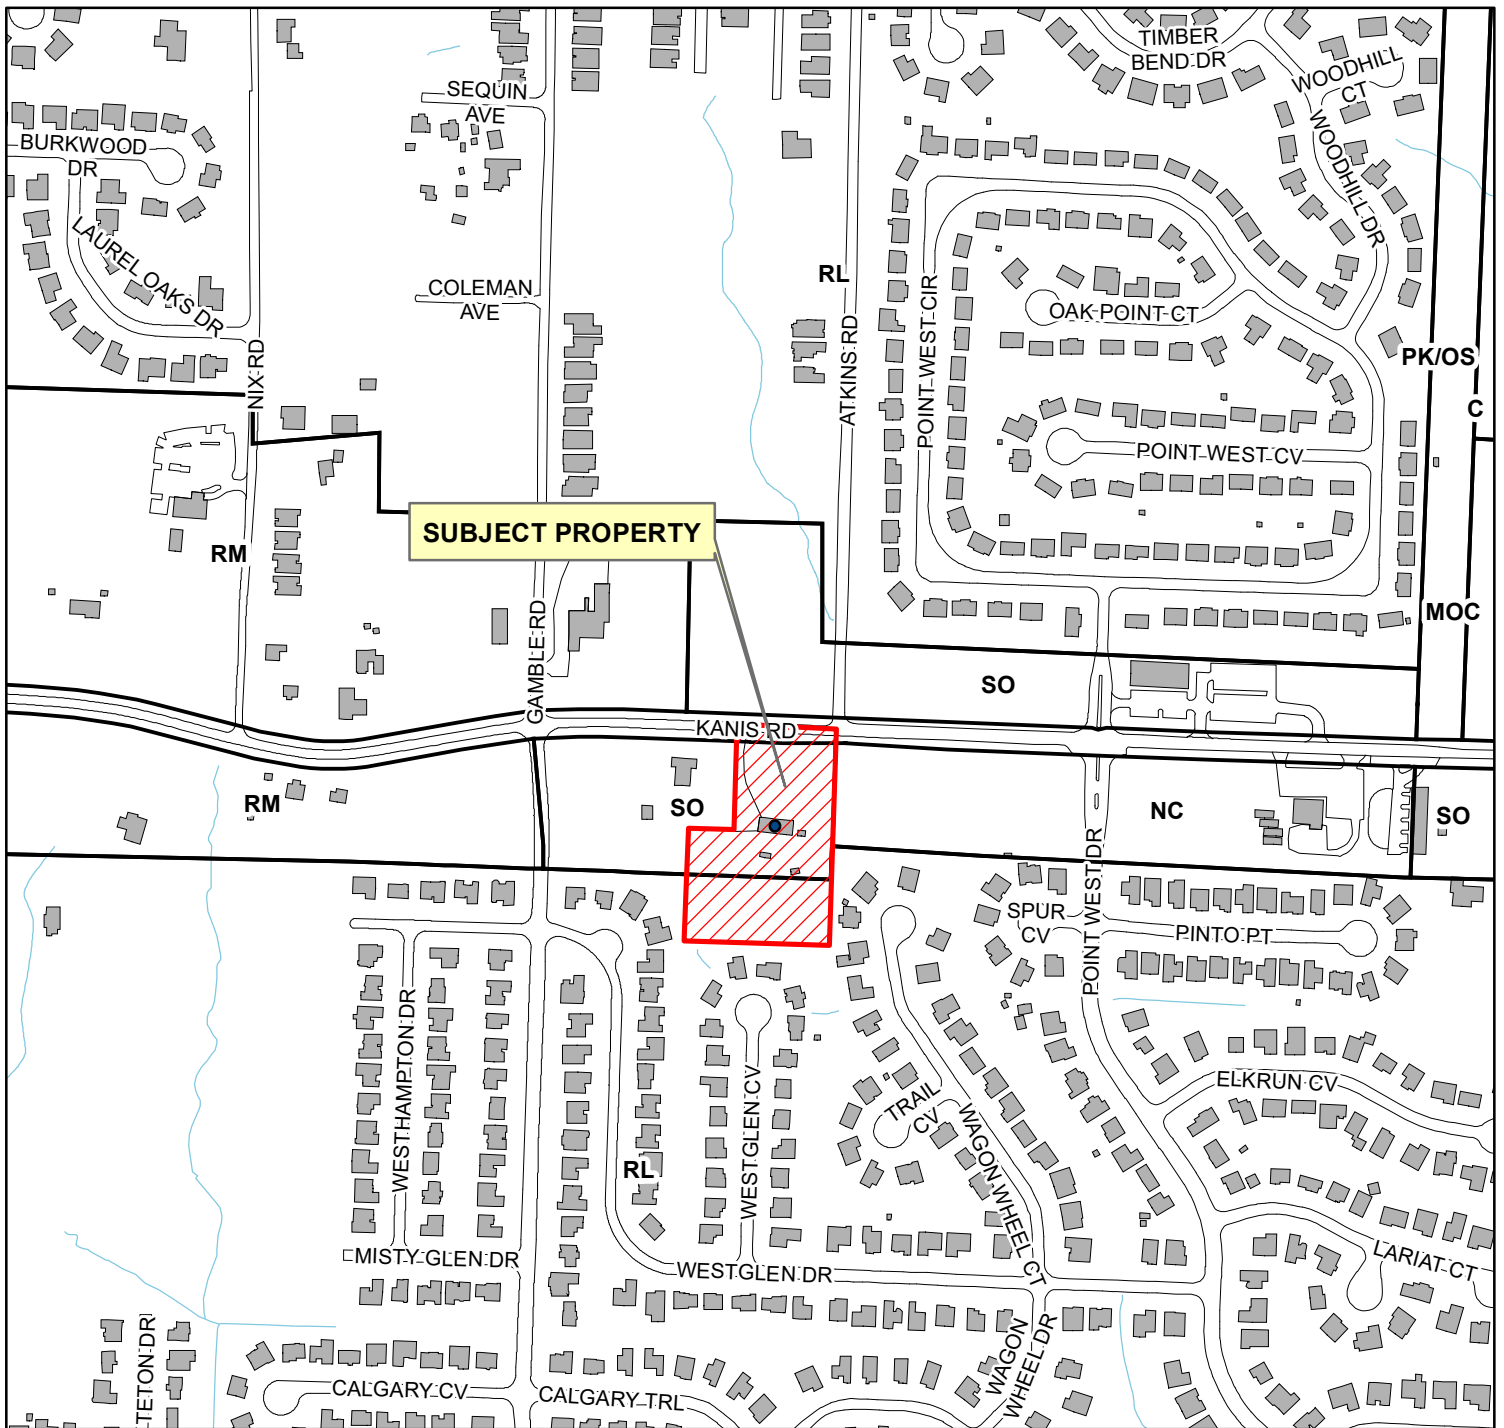 TIMBER
BEND DR
WOODHILL
CT
SEQUIN
AVE
BURKWOOD
DR
WOODHILL DR
LAUREL OAKS DR
RL
COLEMAN
AVE
POINT WEST CIR
OAK POINT CT
NIX RD
ATKINS RD
PK/OS
C
POINT WEST CV
SUBJECT PROPERTY
RM
GAMBLE RD
MOC
SO
KANIS RD
RM
SO
NC
SO
POINT WEST DR
SPUR
CV
PINTO PT
WESTHAMPTON DR
WEST GLEN CV
TRAIL
CV
ELKRUN CV
WAGON WHEEL CT
RL
MISTY GLEN DR
WESTGLEN DR
LARIAT CT
TETON DR
WAGON
WHEEL DR
CALGARY CV
CALGARY TRL